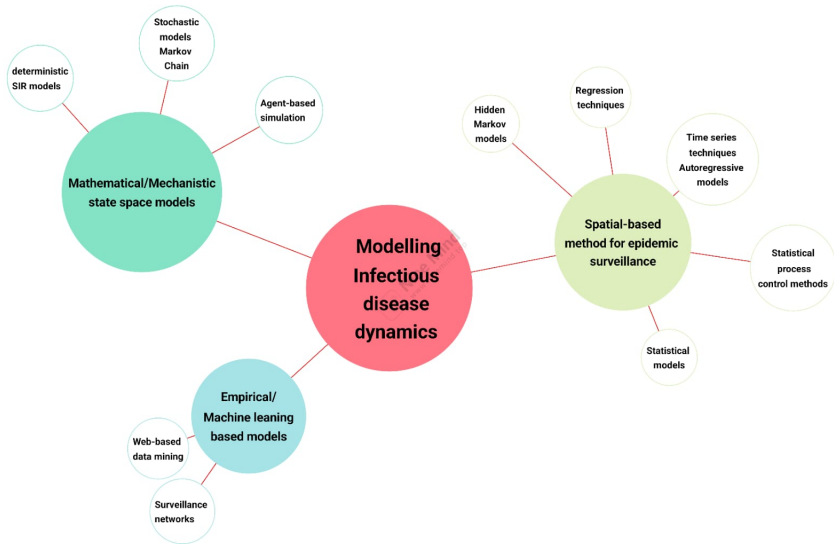 Stochastic
models
Markov
Chain
deterministic
SIR models
Agent-based
simulation
Mathematical/Mechanistic
state space models
Regression
techniques
Hidden
Markov
models
Time series
techniques
Autoregressive
models
Spatial-based
method for epidemic
surveillance
Statistical
process
control methods
Statistical
models
Modelling
Infectious
disease
dynamics
Empirical/
Machine leaning
based models
Web-based
data mining
Surveillance
networks